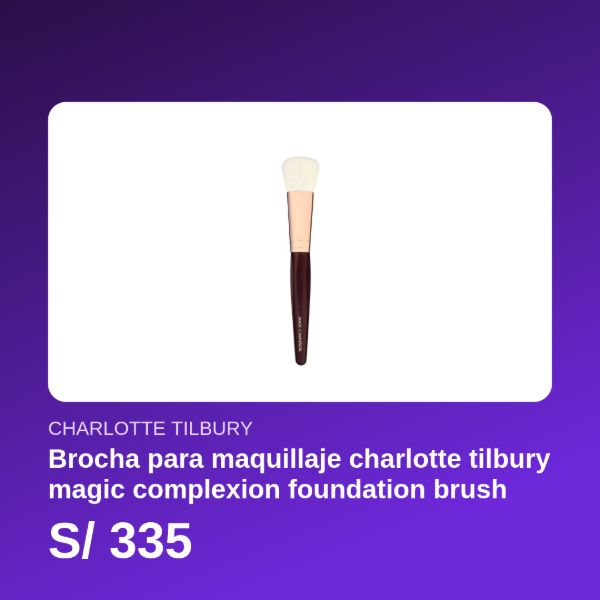 CHARLOTTE TILBURY
Brocha para maquillaje charlotte tilbury
magic complexion foundation brush
S/ 335